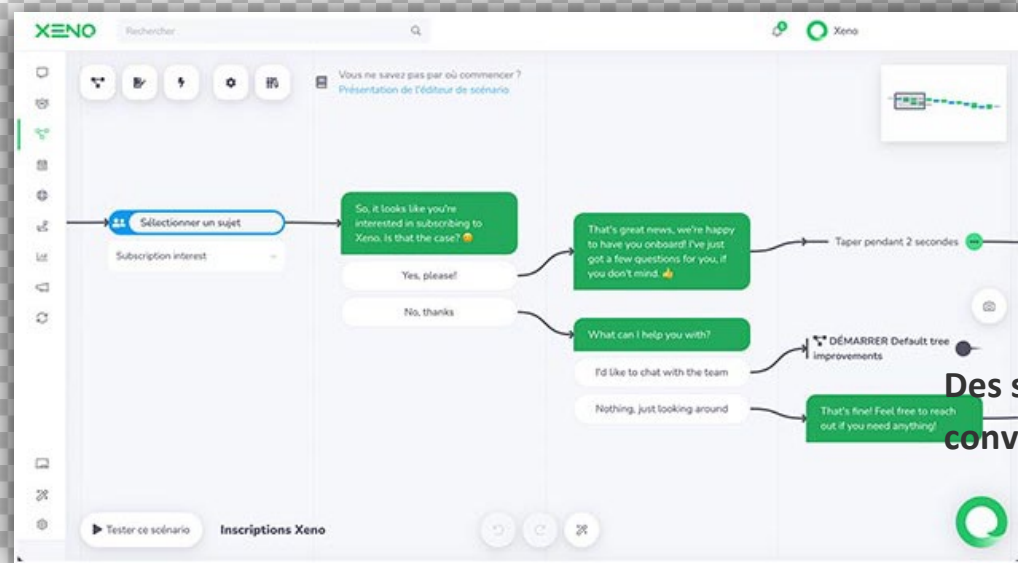 XENO
Rechercher
Xeno
Vous ne savez pas par où commencer ?
Présentation de l'éditeur de scénario
Sélectionner un sujet
Subscription interest
So, it looks like you're
interested in subscribing to
Xeno. Is that the case? 😀
Yes, please!
No, thanks
That's great news, we're happy
to have you onboard! I've just
got a few questions for you, if
you don't mind. 👍
Taper pendant 2 secondes
What can I help you with?
I'd like to chat with the team
Nothing, just looking around
DÉMARRER Default tree
improvements
That's fine! Feel free to reach
out if you need anything!
Des s
conv
Tester ce scénario
Inscriptions Xeno